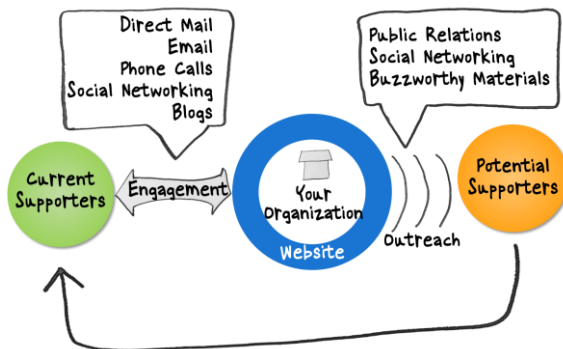 Direct Mail
Email
Phone Calls
Social Networking
Blogs
Public Relations
Social Networking
Buzzworthy Materials
Current
Supporters
Engagement
Your
Organization
Website
Outreach
Potential
Supporters